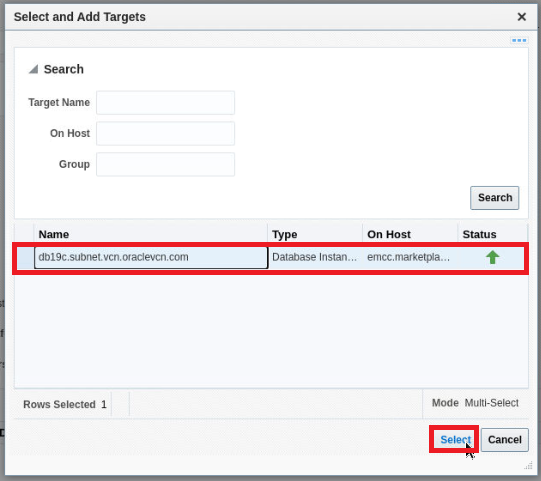 Select and Add Targets
Search
Target Name
On Host
Group
Search
Name Type On Host Status
db19c.subnet.vcn.oraclevcn.com Database Instan... emcc.marketpla...
Rows Selected 1 Mode Multi-Select
Select Cancel